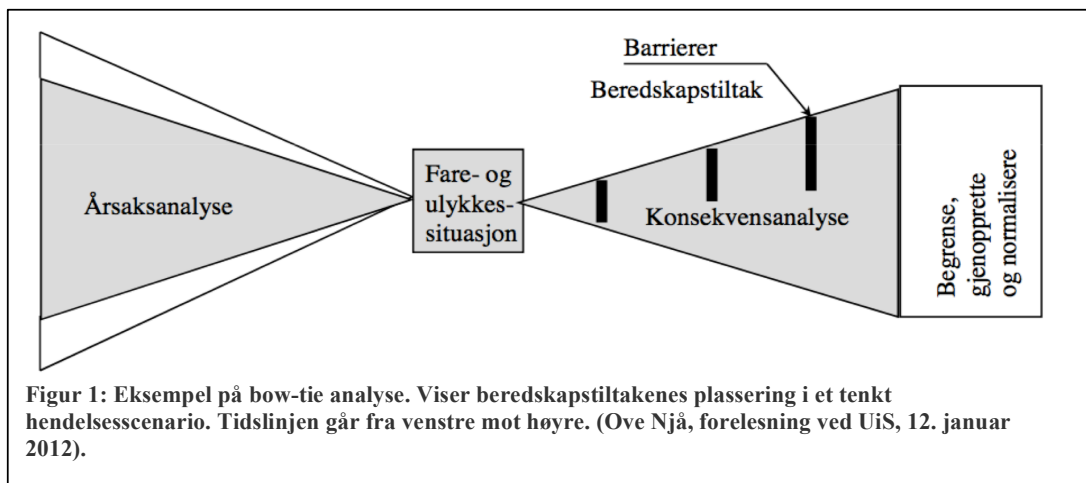 Barrierer
Beredskapstiltak
Årsaksanalyse
Fare- og
ulykkes-
situasjon
Konsekvensanalyse
Begrense,
gjenopprette
og normalisere
Figur 1: Eksempel på bow-tie analyse. Viser beredskapstiltakenes plassering i et tenkt
hendelsesscenario. Tidslinjen går fra venstre mot høyre. (Ove Njå, forelesning ved UiS, 12. januar
2012).